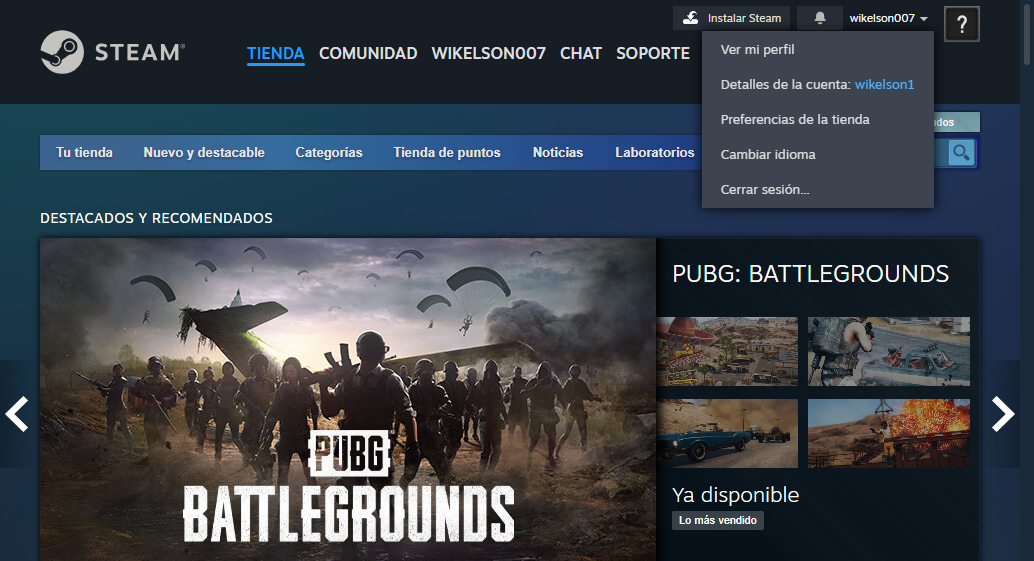 Instalar Steam
wikelson007
?
STEAM®
TIENDA COMUNIDAD WIKELSON007 CHAT SOPORTE
Ver mi perfil
Detalles de la cuenta: wikelson1
Preferencias de la tienda
Cambiar idioma
Cerrar sesión...
Tu tienda Nuevo y destacable Categorías Tienda de puntos Noticias Laboratorios
DESTACADOS Y RECOMENDADOS
PUBG: BATTLEGROUNDS
PUBG
BATTLEGROUNDS
Ya disponible
Lo más vendido